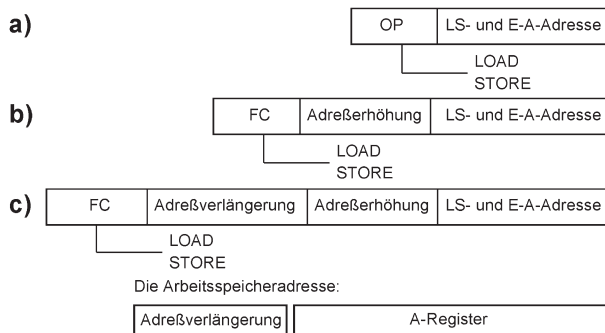 a) OP LS- und E-A-Adresse
LOAD
STORE
b) FC Adreßerhöhung LS- und E-A-Adresse
LOAD
STORE
c) FC Adreßverlängerung Adreßerhöhung LS- und E-A-Adresse
LOAD
STORE
Die Arbeitsspeicheradresse:
Adreßverlängerung A-Register